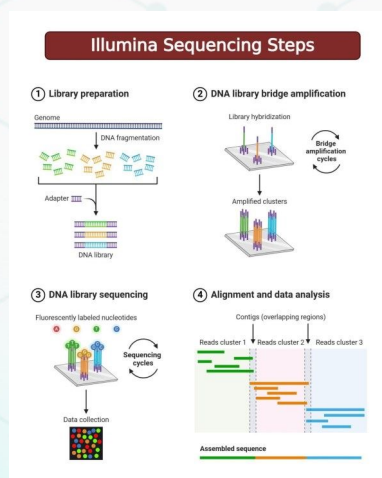 Illumina Sequencing Steps
1 Library preparation
Genome
DNA fragmentation
Adapter
DNA library
2 DNA library bridge amplification
Library hybridization
Bridge
amplification
cycles
Amplified clusters
3 DNA library sequencing
Fluorescently labeled nucleotides
Sequencing
cycles
Data collection
4 Alignment and data analysis
Contigs (overlapping regions)
Reads cluster 1 Reads cluster 2 Reads cluster 3
Assembled sequence